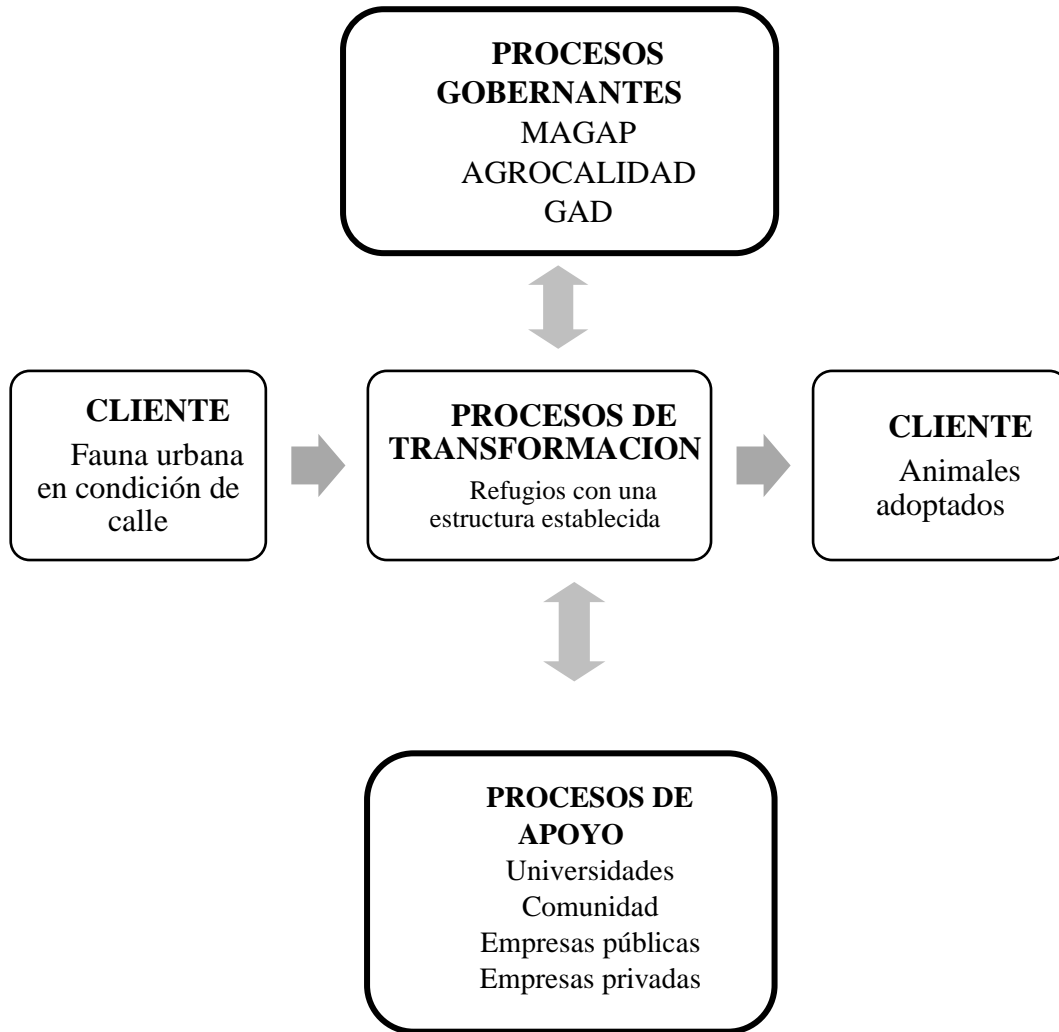 PROCESOS
GOBERNANTES
MAGAP
AGROCALIDAD
GAD
CLIENTE
Fauna urbana
en condición de
calle
PROCESOS DE
TRANSFORMACION
Refugios con una
estructura establecida
CLIENTE
Animales
adoptados
PROCESOS DE
APOYO
Universidades
Comunidad
Empresas públicas
Empresas privadas